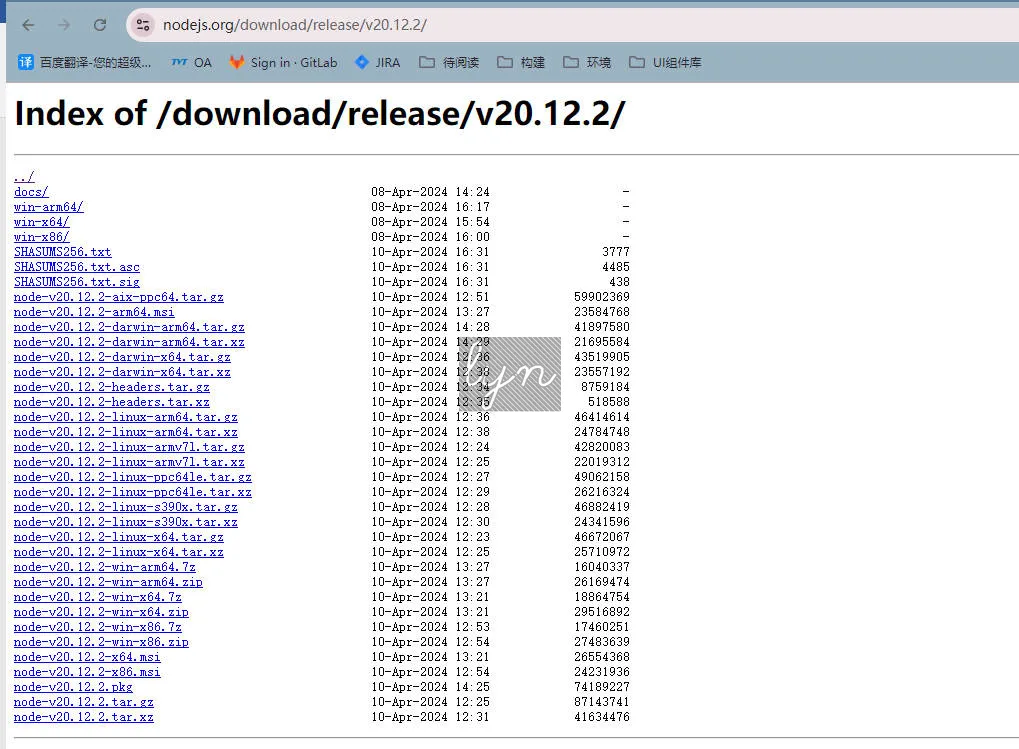 nodejs.org/download/release/v20.12.2/
译 百度翻译-您的超级... TVT OA Sign in · GitLab JIRA 待阅读 构建 环境 UI组件库
Index of /download/release/v20.12.2/
../
docs/ 08-Apr-2024 14:24 -
win-arm64/ 08-Apr-2024 16:17 -
win-x64/ 08-Apr-2024 15:54 -
win-x86/ 08-Apr-2024 16:00 -
SHASUMS256.txt 10-Apr-2024 16:31 3777
SHASUMS256.txt.asc 10-Apr-2024 16:31 4485
SHASUMS256.txt.sig 10-Apr-2024 16:31 438
node-v20.12.2-aix-ppc64.tar.gz 10-Apr-2024 12:51 59902369
node-v20.12.2-arm64.msi 10-Apr-2024 13:27 23584768
node-v20.12.2-darwin-arm64.tar.gz 10-Apr-2024 14:28 41897580
node-v20.12.2-darwin-arm64.tar.xz 10-Apr-2024 14:29 21695584
node-v20.12.2-darwin-x64.tar.gz 10-Apr-2024 12:36 43519905
node-v20.12.2-darwin-x64.tar.xz 10-Apr-2024 12:38 23557192
node-v20.12.2-headers.tar.gz 10-Apr-2024 12:34 8759184
node-v20.12.2-headers.tar.xz 10-Apr-2024 12:35 518588
lyn
node-v20.12.2-linux-arm64.tar.gz 10-Apr-2024 12:36 46414614
node-v20.12.2-linux-arm64.tar.xz 10-Apr-2024 12:38 24784748
node-v20.12.2-linux-armv7l.tar.gz 10-Apr-2024 12:24 42820083
node-v20.12.2-linux-armv7l.tar.xz 10-Apr-2024 12:25 22019312
node-v20.12.2-linux-ppc64le.tar.gz 10-Apr-2024 12:27 49062158
node-v20.12.2-linux-ppc64le.tar.xz 10-Apr-2024 12:29 26216324
node-v20.12.2-linux-s390x.tar.gz 10-Apr-2024 12:28 46882419
node-v20.12.2-linux-s390x.tar.xz 10-Apr-2024 12:30 24341596
node-v20.12.2-linux-x64.tar.gz 10-Apr-2024 12:23 46672067
node-v20.12.2-linux-x64.tar.xz 10-Apr-2024 12:25 25710972
node-v20.12.2-win-arm64.7z 10-Apr-2024 13:27 16040337
node-v20.12.2-win-arm64.zip 10-Apr-2024 13:27 26169474
node-v20.12.2-win-x64.7z 10-Apr-2024 13:21 18864754
node-v20.12.2-win-x64.zip 10-Apr-2024 13:21 29516892
node-v20.12.2-win-x86.7z 10-Apr-2024 12:53 17460251
node-v20.12.2-win-x86.zip 10-Apr-2024 12:54 27483639
node-v20.12.2-x64.msi 10-Apr-2024 13:21 26554368
node-v20.12.2-x86.msi 10-Apr-2024 12:54 24231936
node-v20.12.2.pkg 10-Apr-2024 14:25 74189227
node-v20.12.2.tar.gz 10-Apr-2024 12:25 87143741
node-v20.12.2.tar.xz 10-Apr-2024 12:31 41634476